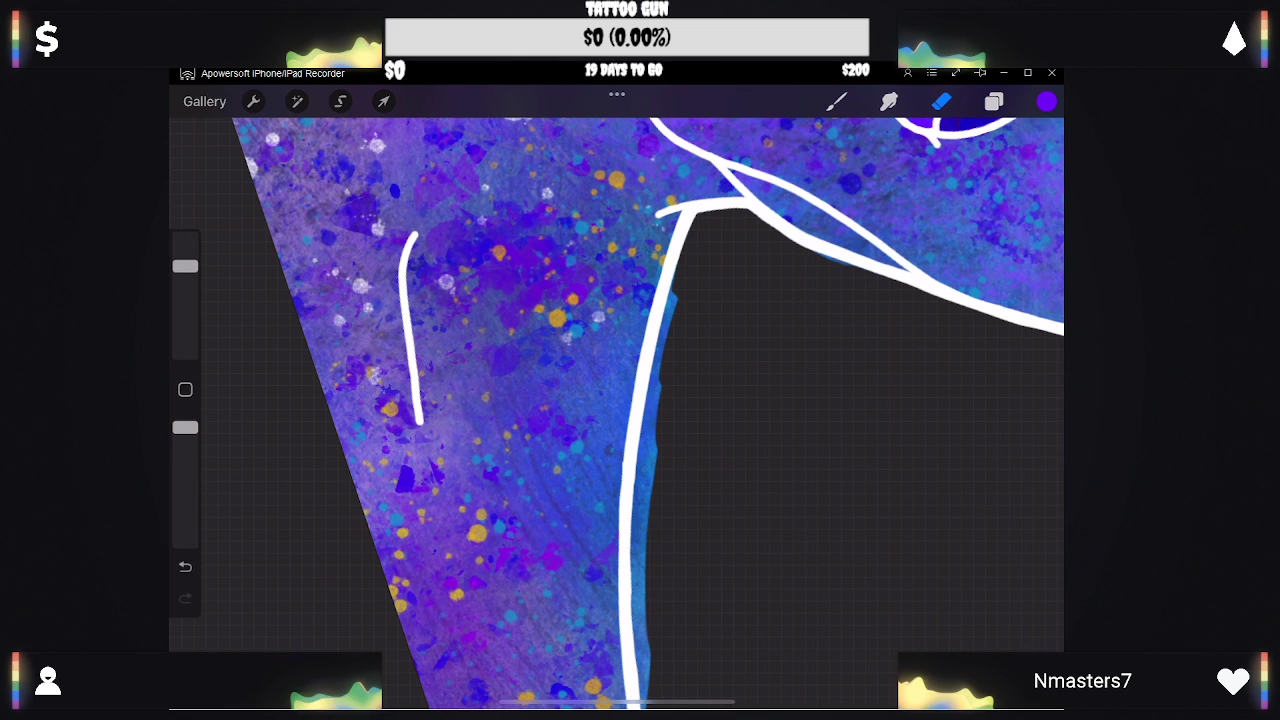 TATTOO GUN
$0 (0.00%)
$0 19 DAYS TO GO $200
Apowersoft iPhone/iPad Recorder
Gallery
Nmasters7